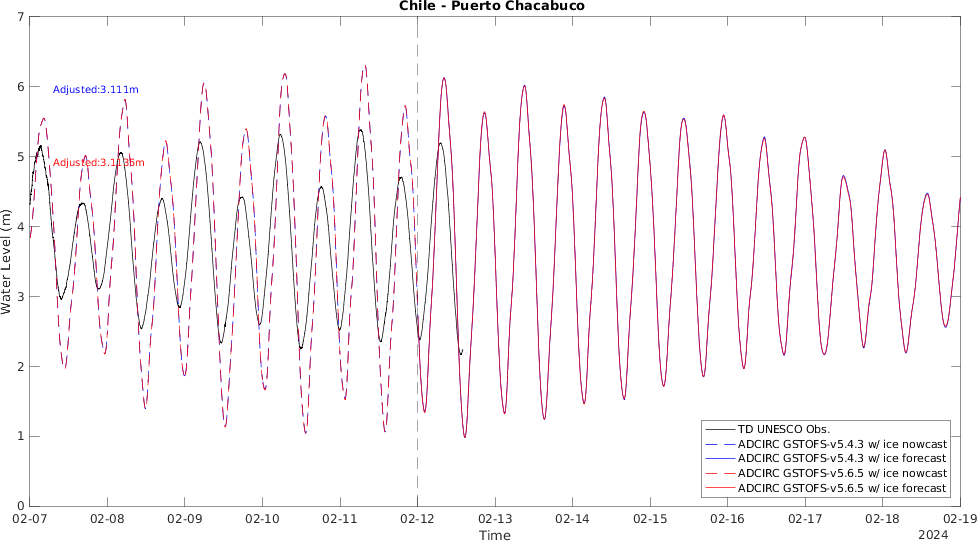 Chile - Puerto Chacabuco
7
6
5
4
3
2
1
0
Water Level (m)
Adjusted:3.111m
Adjusted:3.1135m
TD UNESCO Obs.
ADCIRC GSTOFS-v5.4.3 w/ ice nowcast
ADCIRC GSTOFS-v5.4.3 w/ ice forecast
ADCIRC GSTOFS-v5.6.5 w/ ice nowcast
ADCIRC GSTOFS-v5.6.5 w/ ice forecast
02-07 02-08 02-09 02-10 02-11 02-12 02-13 02-14 02-15 02-16 02-17 02-18 02-19
Time
2024